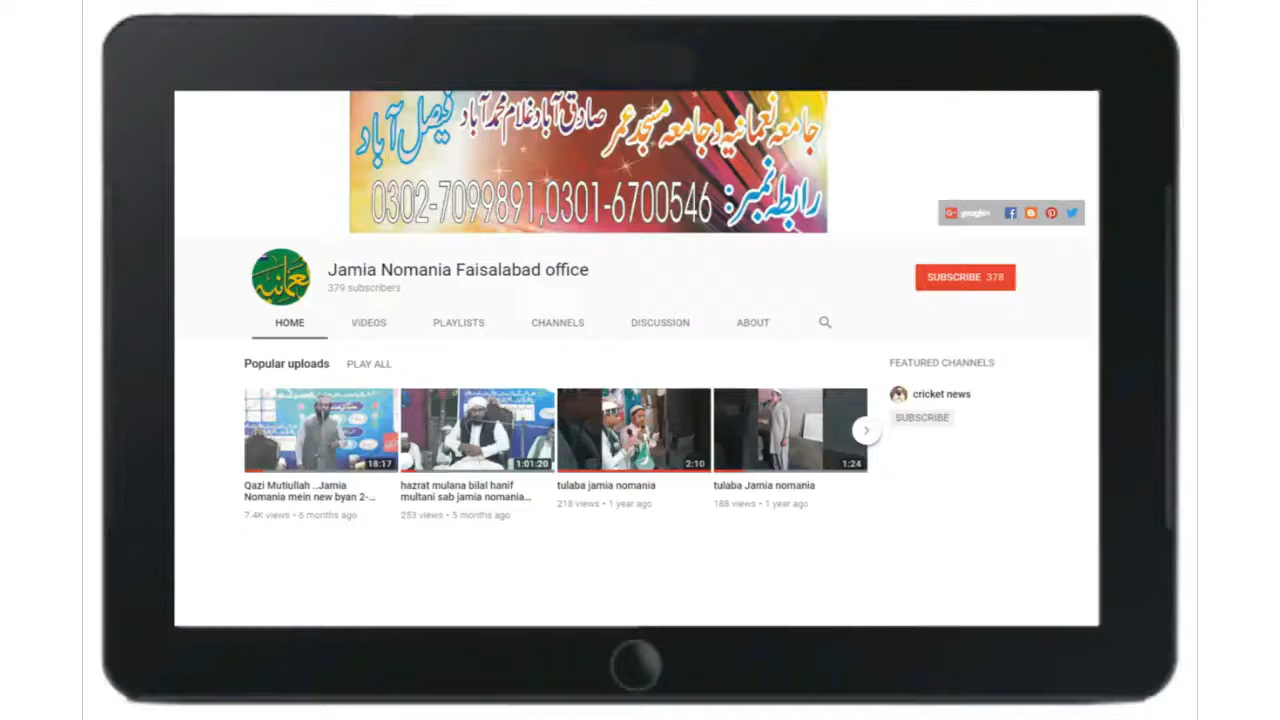 جامعہ نعمانیہ وجامعہ مسجد عمر صادق آباد غلام محمد آباد فیصل آباد
رابطہ نمبر: 0302-7099891,0301-6700546
google+
نعمانیہ
Jamia Nomania Faisalabad office
379 subscribers
SUBSCRIBE 378
HOME VIDEOS PLAYLISTS CHANNELS DISCUSSION ABOUT
Popular uploads PLAY ALL
FEATURED CHANNELS
cricket news
SUBSCRIBE
18:17 1:01:20 2:10 1:24
Qazi Mutiullah ..Jamia
Nomania mein new byan 2-...
7.4K views • 6 months ago
hazrat mulana bilal hanif
multani sab jamia nomania...
253 views • 5 months ago
tulaba jamia nomania
218 views • 1 year ago
tulaba Jamia nomania
188 views • 1 year ago